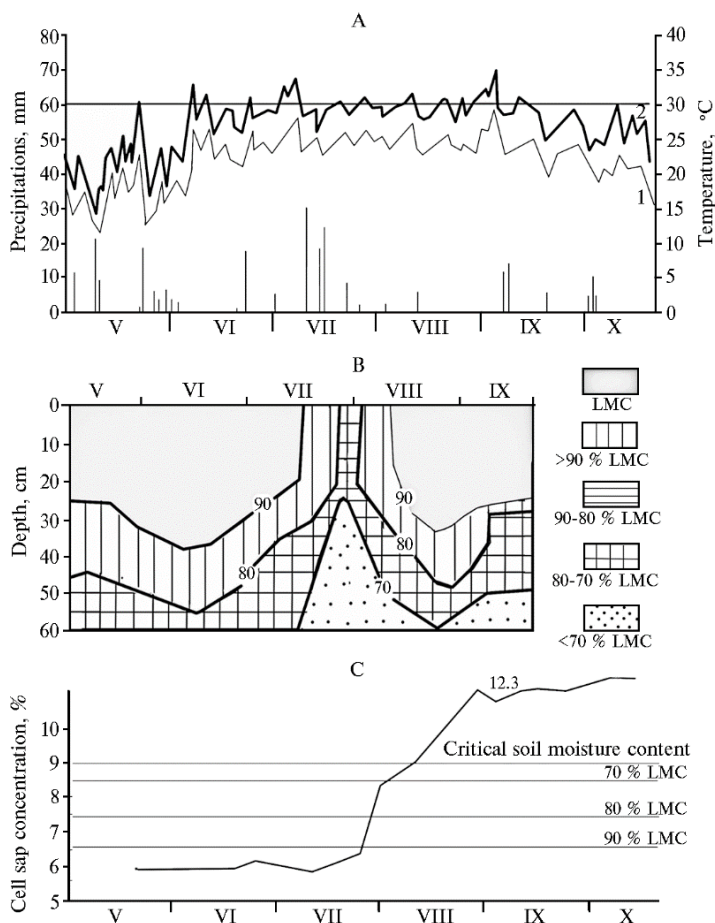 A
Precipitations, mm
80
70
60
50
40
30
20
10
0
40
35
30
25
20
15
10
5
0
Temperature, °C
2
1
V VI VII VIII IX X
B
V VI VII VIII IX
Depth, cm
0
10
20
30
40
50
60
90
80
90
80
70
LMC
>90 % LMC
90-80 % LMC
80-70 % LMC
<70 % LMC
C
Cell sap concentration, %
10
9
8
7
6
5
12.3
Critical soil moisture content
70 % LMC
80 % LMC
90 % LMC
V VI VII VIII IX X